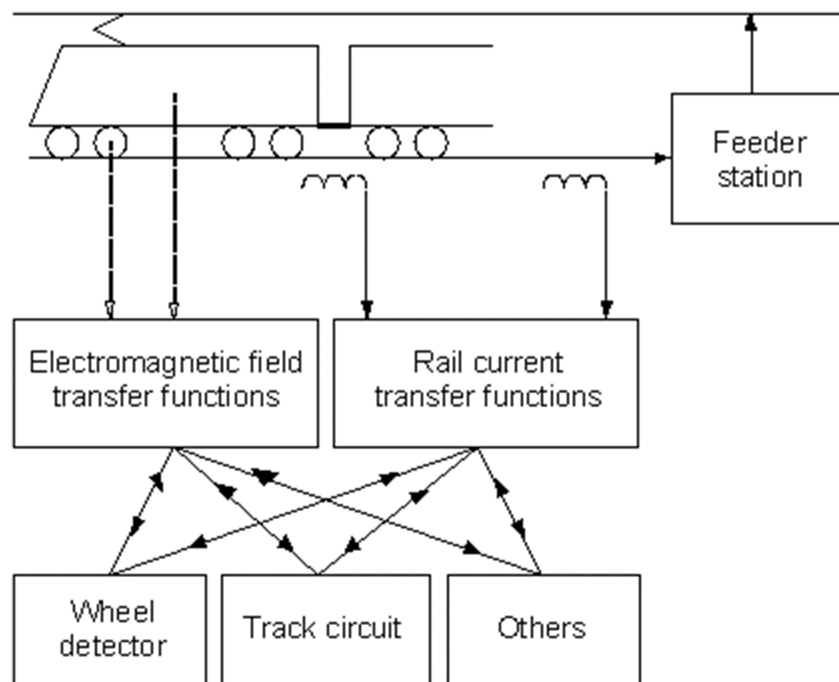 Feeder
station
Electromagnetic field
transfer functions
Rail current
transfer functions
Wheel
detector
Track circuit
Others